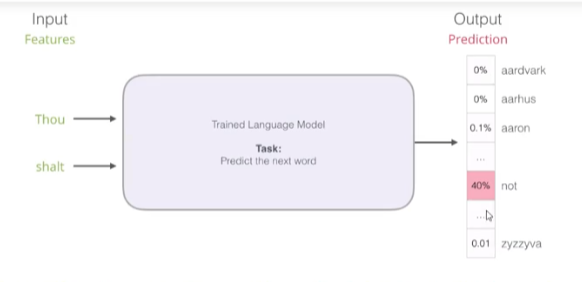 Input
Features
Output
Prediction
Thou
shalt
Trained Language Model
Task:
Predict the next word
0% aardvark
0% aarhus
0.1% aaron
...
40% not
...
0.01 zyzzyva